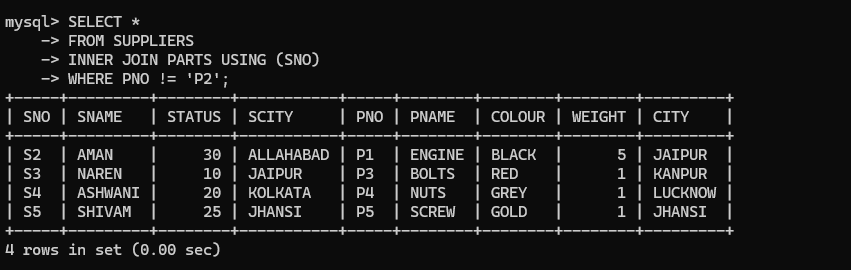 mysql> SELECT *
    -> FROM SUPPLIERS
    -> INNER JOIN PARTS USING (SNO)
    -> WHERE PNO != 'P2';
+-----+---------+--------+-----------+-----+--------+--------+--------+---------+
| SNO | SNAME   | STATUS | SCITY     | PNO | PNAME  | COLOUR | WEIGHT | CITY    |
+-----+---------+--------+-----------+-----+--------+--------+--------+---------+
| S2  | AMAN    |     30 | ALLAHABAD | P1  | ENGINE | BLACK  |      5 | JAIPUR  |
| S3  | NAREN   |     10 | JAIPUR    | P3  | BOLTS  | RED    |      1 | KANPUR  |
| S4  | ASHWANI |     20 | KOLKATA   | P4  | NUTS   | GREY   |      1 | LUCKNOW |
| S5  | SHIVAM  |     25 | JHANSI    | P5  | SCREW  | GOLD   |      1 | JHANSI  |
+-----+---------+--------+-----------+-----+--------+--------+--------+---------+
4 rows in set (0.00 sec)